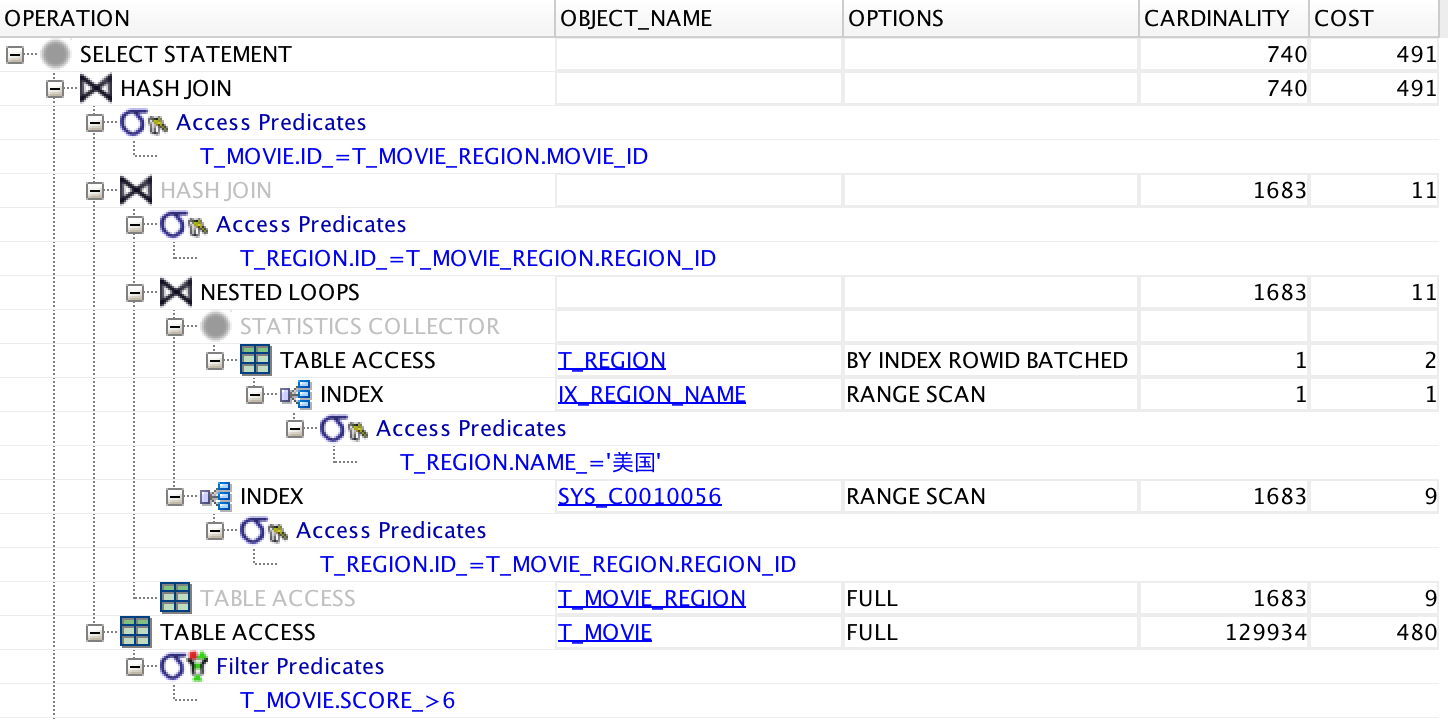 OPERATION OBJECT_NAME OPTIONS CARDINALITY COST
SELECT STATEMENT 740 491
HASH JOIN 740 491
Access Predicates
T_MOVIE.ID_=T_MOVIE_REGION.MOVIE_ID
HASH JOIN 1683 11
Access Predicates
T_REGION.ID_=T_MOVIE_REGION.REGION_ID
NESTED LOOPS 1683 11
STATISTICS COLLECTOR
TABLE ACCESS T_REGION BY INDEX ROWID BATCHED 1 2
INDEX IX_REGION_NAME RANGE SCAN 1 1
Access Predicates
T_REGION.NAME_='美国'
INDEX SYS_C0010056 RANGE SCAN 1683 9
Access Predicates
T_REGION.ID_=T_MOVIE_REGION.REGION_ID
TABLE ACCESS T_MOVIE_REGION FULL 1683 9
TABLE ACCESS T_MOVIE FULL 129934 480
Filter Predicates
T_MOVIE.SCORE_>6